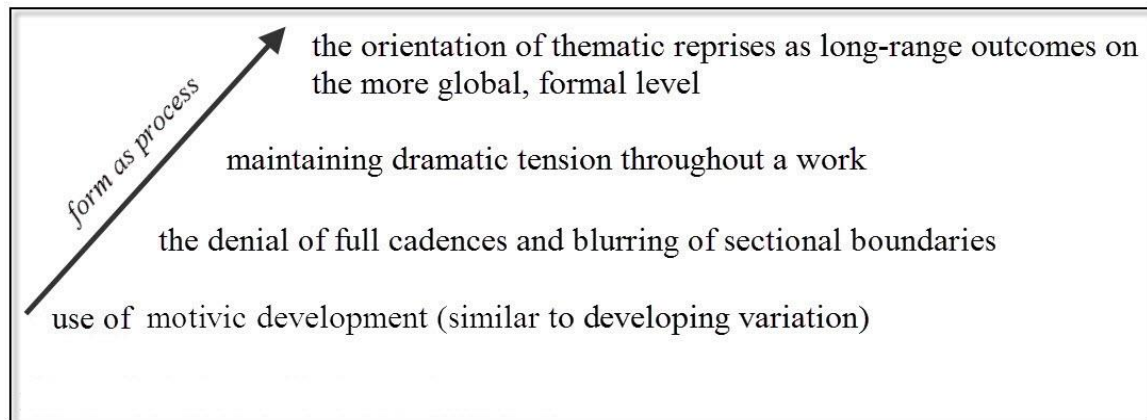 the orientation of thematic reprises as long-range outcomes on
the more global, formal level
form as process
maintaining dramatic tension throughout a work
the denial of full cadences and blurring of sectional boundaries
use of motivic development (similar to developing variation)